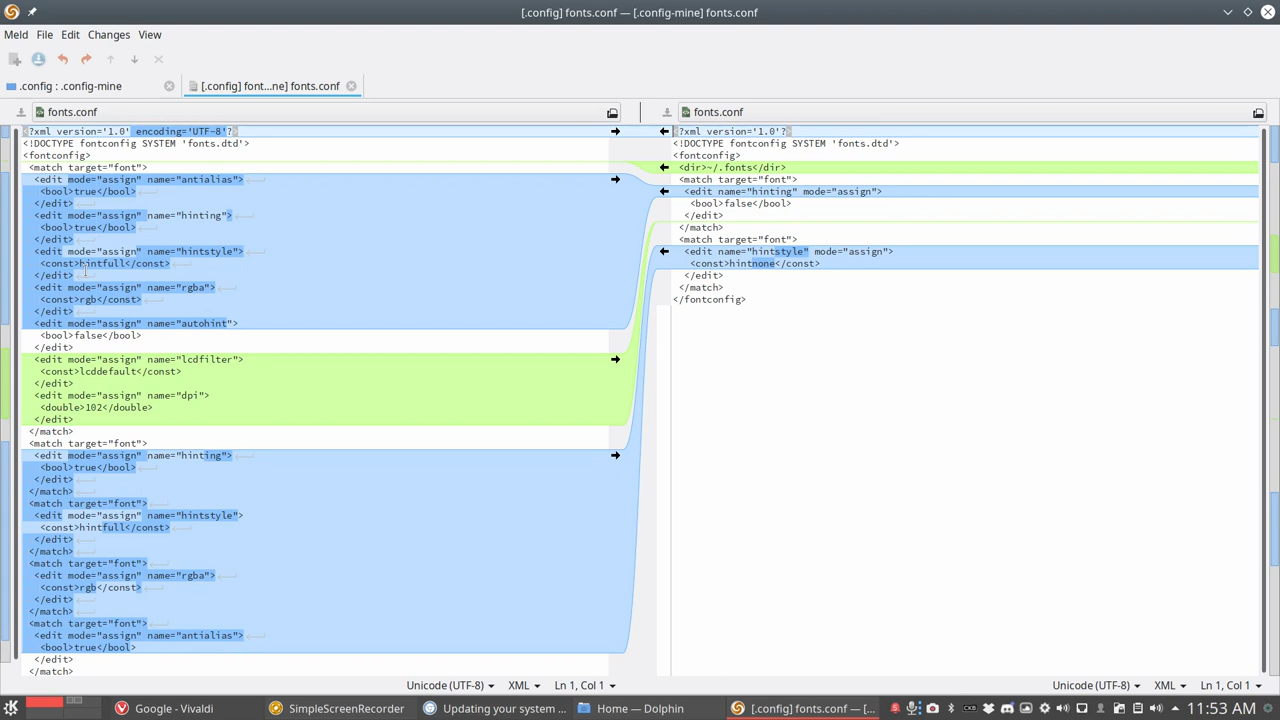 [.config] fonts.conf — [.config-mine] fonts.conf
Meld File Edit Changes View
.config : .config-mine
[.config] font...ne] fonts.conf
fonts.conf
<?xml version='1.0' encoding='UTF-8'?>
<!DOCTYPE fontconfig SYSTEM 'fonts.dtd'>
<fontconfig>
<match target="font">
<edit mode="assign" name="antialias">
<bool>true</bool>
</edit>
<edit mode="assign" name="hinting">
<bool>true</bool>
</edit>
<edit mode="assign" name="hintstyle">
<const>hintfull</const>
</edit>
<edit mode="assign" name="rgba">
<const>rgb</const>
</edit>
<edit mode="assign" name="autohint">
<bool>false</bool>
</edit>
<edit mode="assign" name="lcdfilter">
<const>lcddefault</const>
</edit>
<edit mode="assign" name="dpi">
<double>102</double>
</edit>
</match>
<match target="font">
<edit mode="assign" name="hinting">
<bool>true</bool>
</edit>
</match>
<match target="font">
<edit mode="assign" name="hintstyle">
<const>hintfull</const>
</edit>
</match>
<match target="font">
<edit mode="assign" name="rgba">
<const>rgb</const>
</edit>
</match>
<match target="font">
<edit mode="assign" name="antialias">
<bool>true</bool>
</edit>
</match>
Unicode (UTF-8) XML Ln 1, Col 1
fonts.conf
<?xml version='1.0'?>
<!DOCTYPE fontconfig SYSTEM 'fonts.dtd'>
<fontconfig>
<dir>~/.fonts</dir>
<match target="font">
<edit name="hinting" mode="assign">
<bool>false</bool>
</edit>
</match>
<match target="font">
<edit name="hintstyle" mode="assign">
<const>hintnone</const>
</edit>
</match>
</fontconfig>
Unicode (UTF-8) XML Ln 1, Col 1
Google - Vivaldi
SimpleScreenRecorder
Updating your system ...
Home — Dolphin
[.config] fonts.conf — [...
11:53 AM